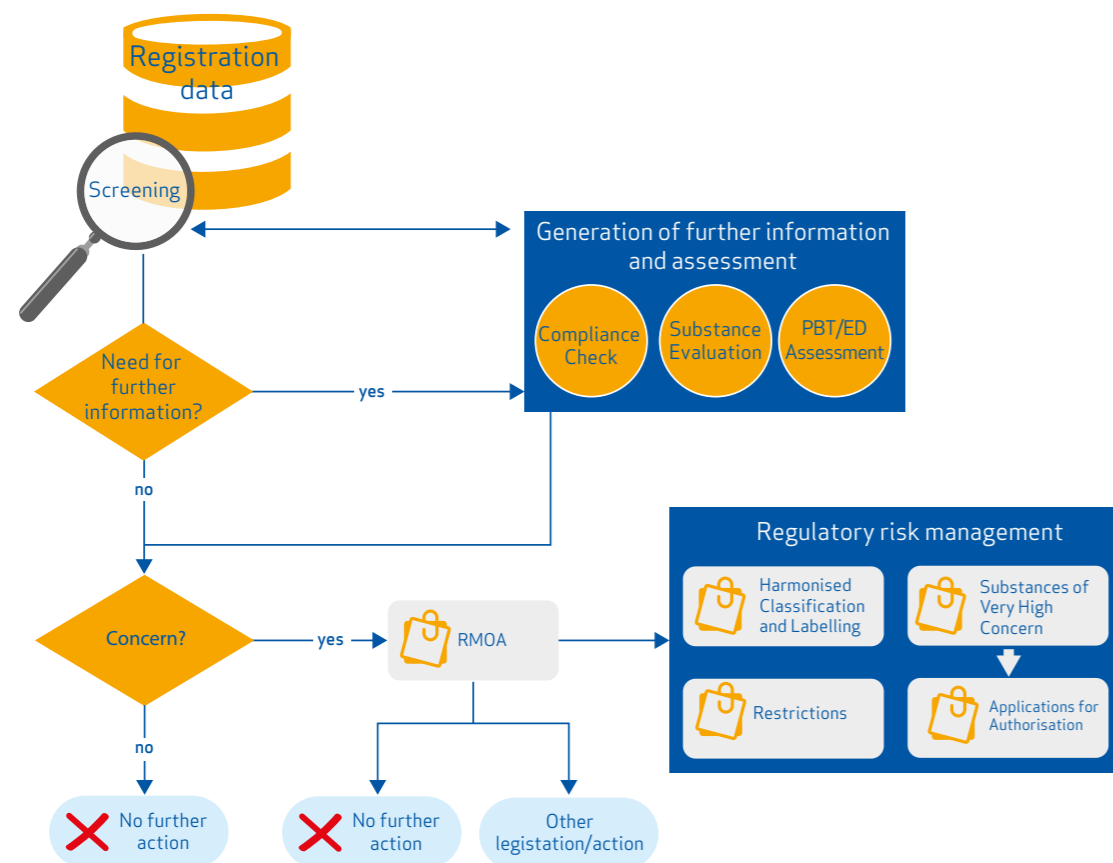 Registration
data
Screening
Generation of further information
and assessment
Compliance
Check
Substance
Evaluation
PBT/ED
Assessment
Need for
further
information?
yes
no
Regulatory risk management
Harmonised
Classification
and Labelling
Substances of
Very High
Concern
Concern?
yes
RMOA
Restrictions
Applications for
Authorisation
no
No further
action
No further
action
Other
legistation/action